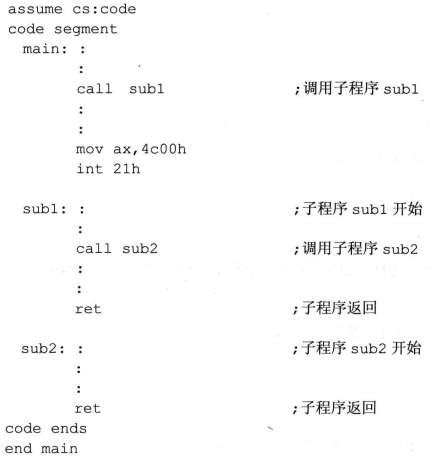 assume cs:code
code segment
main: :
:
call sub1 ;调用子程序 sub1
:
:
mov ax,4c00h
int 21h
sub1: : ;子程序 sub1 开始
:
call sub2 ;调用子程序 sub2
:
:
ret ;子程序返回
sub2: : ;子程序 sub2 开始
:
:
ret ;子程序返回
code ends
end main